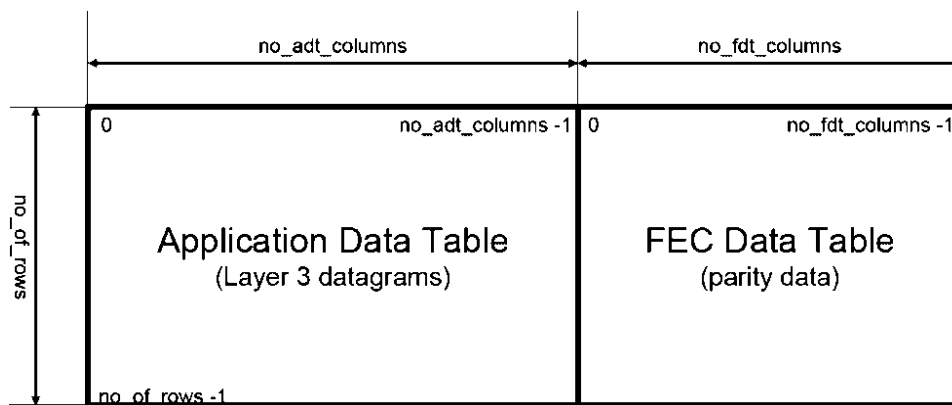 no_adt_columns
no_fdt_columns
0
no_adt_columns -1
0
no_fdt_columns -1
no_of_rows
Application Data Table
(Layer 3 datagrams)
FEC Data Table
(parity data)
no_of_rows -1